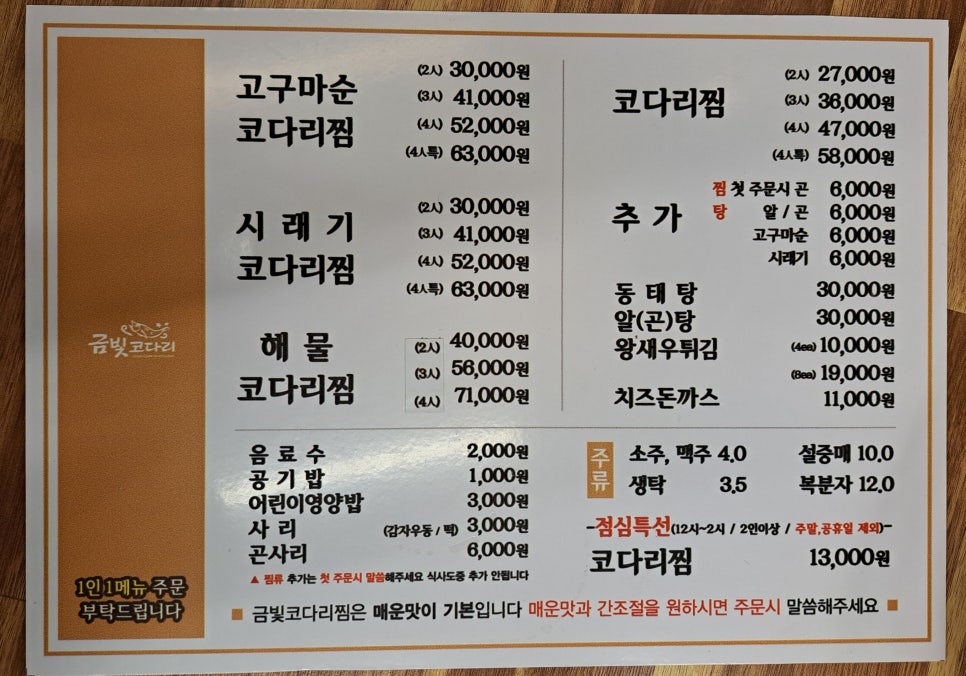 고구마순
코다리찜
(2人) 30,000원
(3人) 41,000원
(4人) 52,000원
(4人특) 63,000원
시래기
코다리찜
(2人) 30,000원
(3人) 41,000원
(4人) 52,000원
(4人특) 63,000원
해물
코다리찜
(2人) 40,000원
(3人) 56,000원
(4人) 71,000원
코다리찜
(2人) 27,000원
(3人) 36,000원
(4人) 47,000원
(4人특) 58,000원
추가
찜 첫 주문시 곤 6,000원
탕 알 / 곤 6,000원
고구마순 6,000원
시래기 6,000원
동태탕 30,000원
알(곤)탕 30,000원
왕새우튀김 (4ea) 10,000원
(8ea) 19,000원
치즈돈까스 11,000원
음료수 2,000원
공기밥 1,000원
어린이영양밥 3,000원
사리 (감자우동 / 떡) 3,000원
곤사리 6,000원
▲ 찜류 추가는 첫 주문시 말씀해주세요 식사도중 추가 안됩니다
주류
소주, 맥주 4.0 설중매 10.0
생탁 3.5 복분자 12.0
-점심특선(12시~2시 / 2인이상 / 주말,공휴일 제외)-
코다리찜 13,000원
■ 금빛코다리찜은 매운맛이 기본입니다 매운맛과 간조절을 원하시면 주문시 말씀해주세요 ■
금빛코다리
1인 1메뉴 주문
부탁드립니다